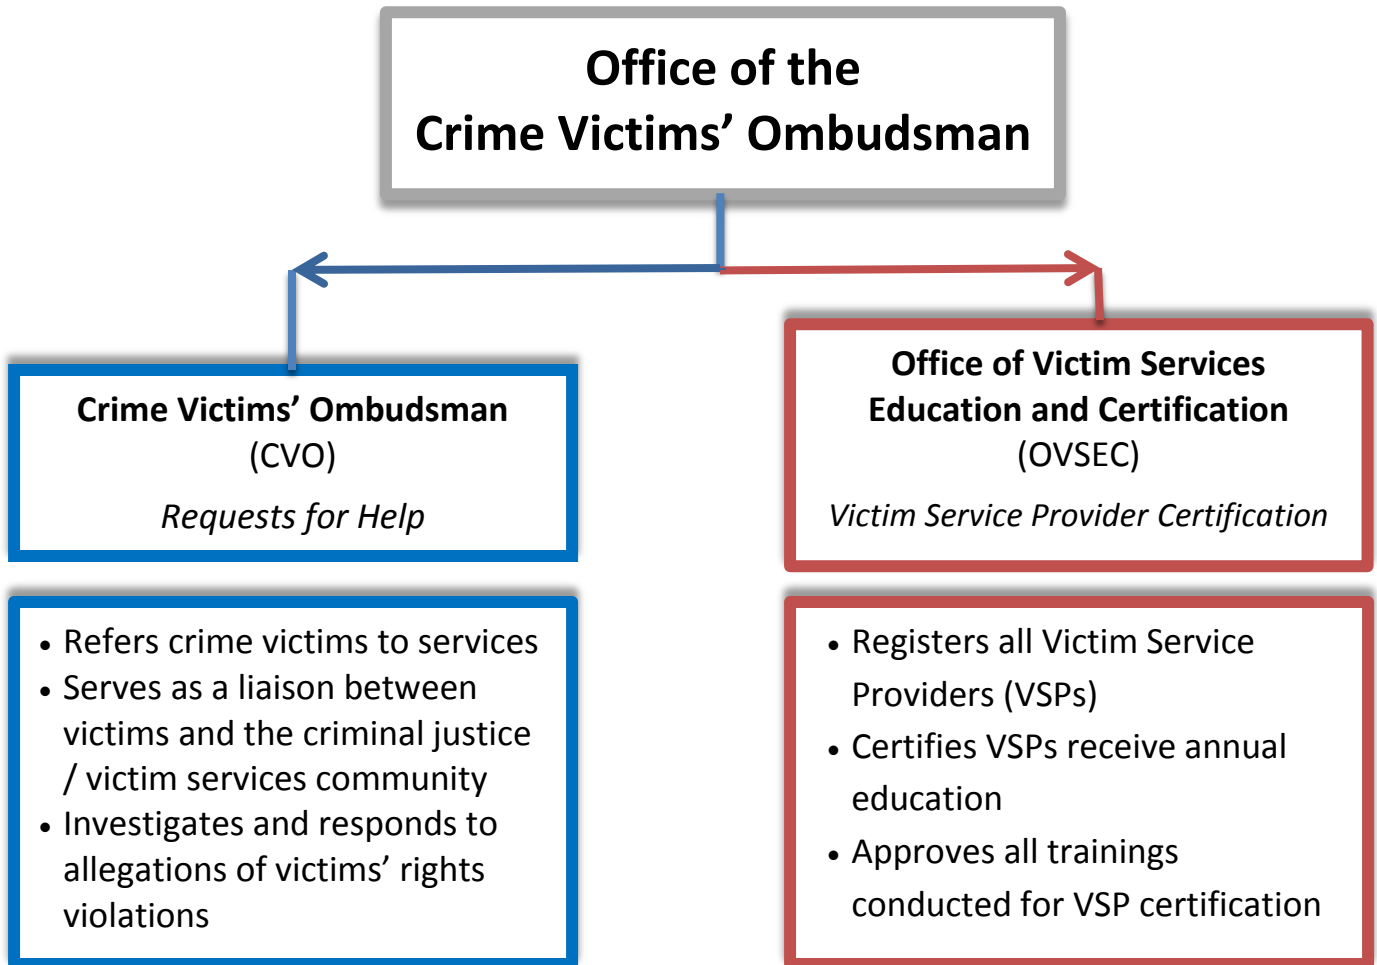 Office of the
Crime Victims’ Ombudsman
Crime Victims’ Ombudsman
(CVO)
Requests for Help
• Refers crime victims to services
• Serves as a liaison between
victims and the criminal justice
/ victim services community
• Investigates and responds to
allegations of victims’ rights
violations
Office of Victim Services
Education and Certification
(OVSEC)
Victim Service Provider Certification
• Registers all Victim Service
Providers (VSPs)
• Certifies VSPs receive annual
education
• Approves all trainings
conducted for VSP certification